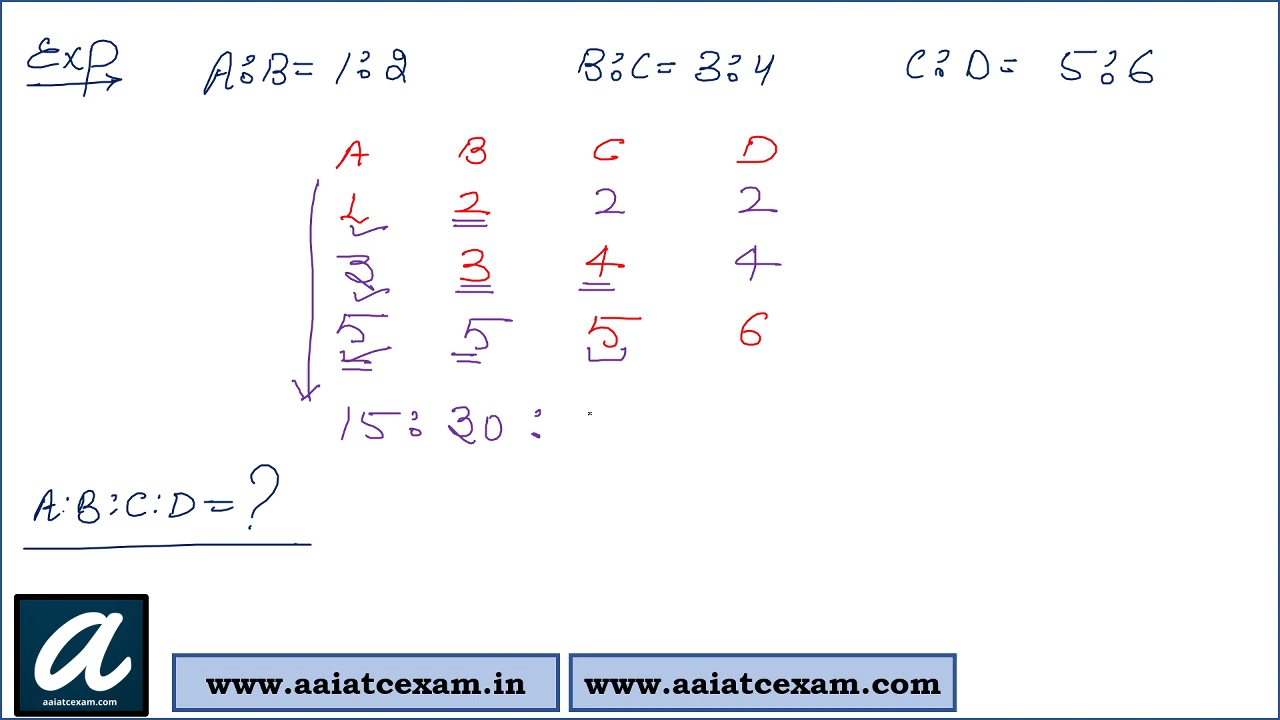 Exp A:B= 1:2 B:C= 3:4 C:D= 5:6
A B C D
1 2 2 2
3 3 4 4
5 5 5 6
15: 30 :
A:B:C:D=?
a
aaiatcexam.com
www.aaiatcexam.in www.aaiatcexam.com